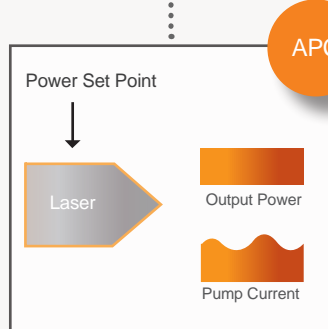 APC
Power Set Point
Laser
Output Power
Pump Current